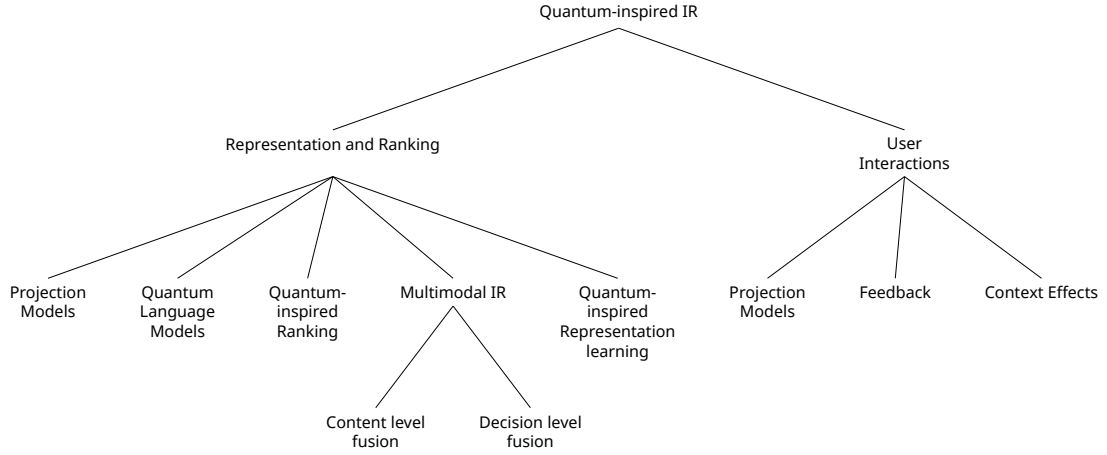 Quantum-inspired IR
Representation and Ranking
User
Interactions
Projection
Models
Quantum
Language
Models
Quantum-
inspired
Ranking
Multimodal IR
Quantum-
inspired
Representation
learning
Projection
Models
Feedback
Context Effects
Content level
fusion
Decision level
fusion